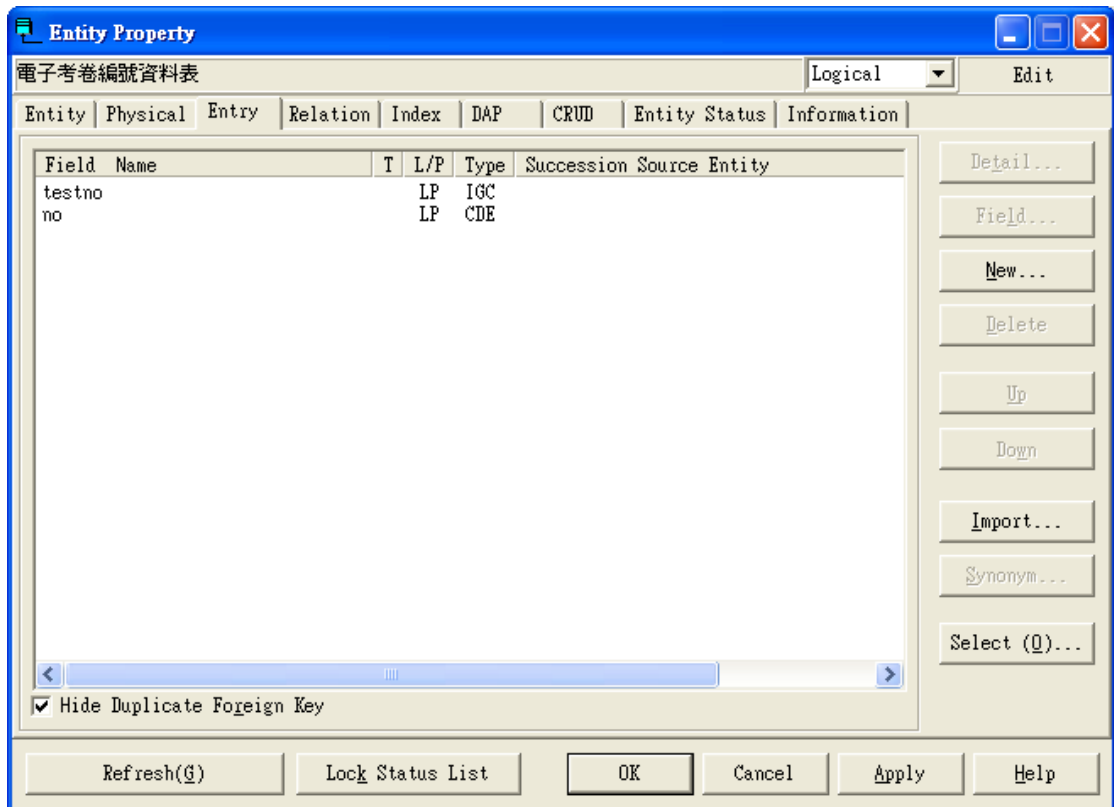 Entity Property
電子考卷編號資料表 Logical Edit
Entity Physical Entry Relation Index DAP CRUD Entity Status Information
Field Name T L/P Type Succession Source Entity
testno LP IGC
no LP CDE
Detail...
Field...
New...
Delete
Up
Down
Import...
Synonym...
Select (O)...
Hide Duplicate Foreign Key
Refresh(G) Lock Status List OK Cancel Apply Help